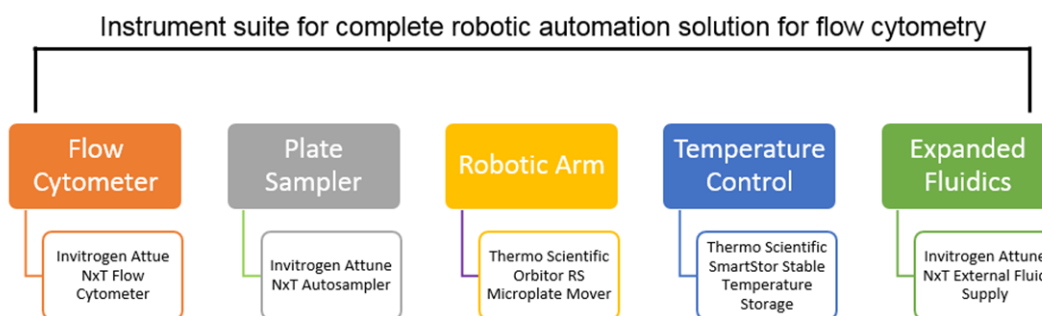 Instrument suite for complete robotic automation solution for flow cytometry
Flow
Cytometer
Invitrogen Attue
NxT Flow
Cytometer
Plate
Sampler
Invitrogen Attune
NxT Autosampler
Robotic Arm
Thermo Scientific
Orbitor RS
Microplate Mover
Temperature
Control
Thermo Scientific
SmartStor Stable
Temperature
Storage
Expanded
Fluidics
Invitrogen Attune
NxT External Fluid
Supply